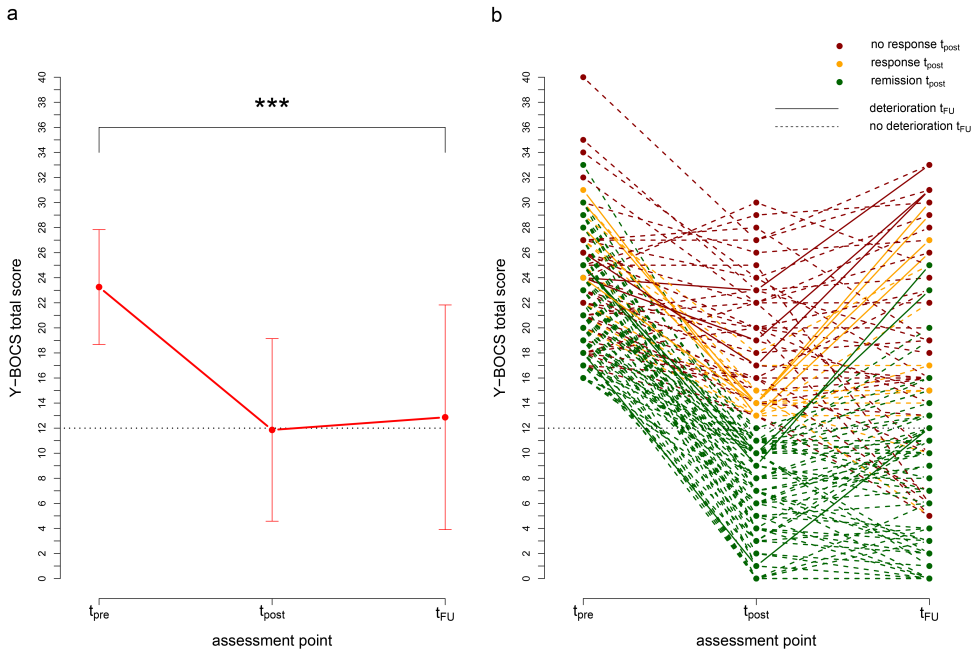 a
b
no response tpost
response tpost
remission tpost
deterioration tFU
no deterioration tFU
***
Y−BOCS total score
0 2 4 6 8 10 12 14 16 18 20 22 24 26 28 30 32 34 36 38 40
tpre tpost tFU
assessment point
Y−BOCS total score
0 2 4 6 8 10 12 14 16 18 20 22 24 26 28 30 32 34 36 38 40
tpre tpost tFU
assessment point